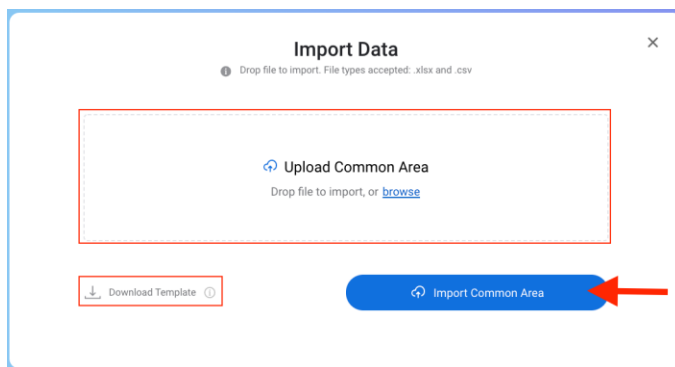 Import Data
Drop file to import. File types accepted: .xlsx and .csv
Upload Common Area
Drop file to import, or browse
Download Template
Import Common Area